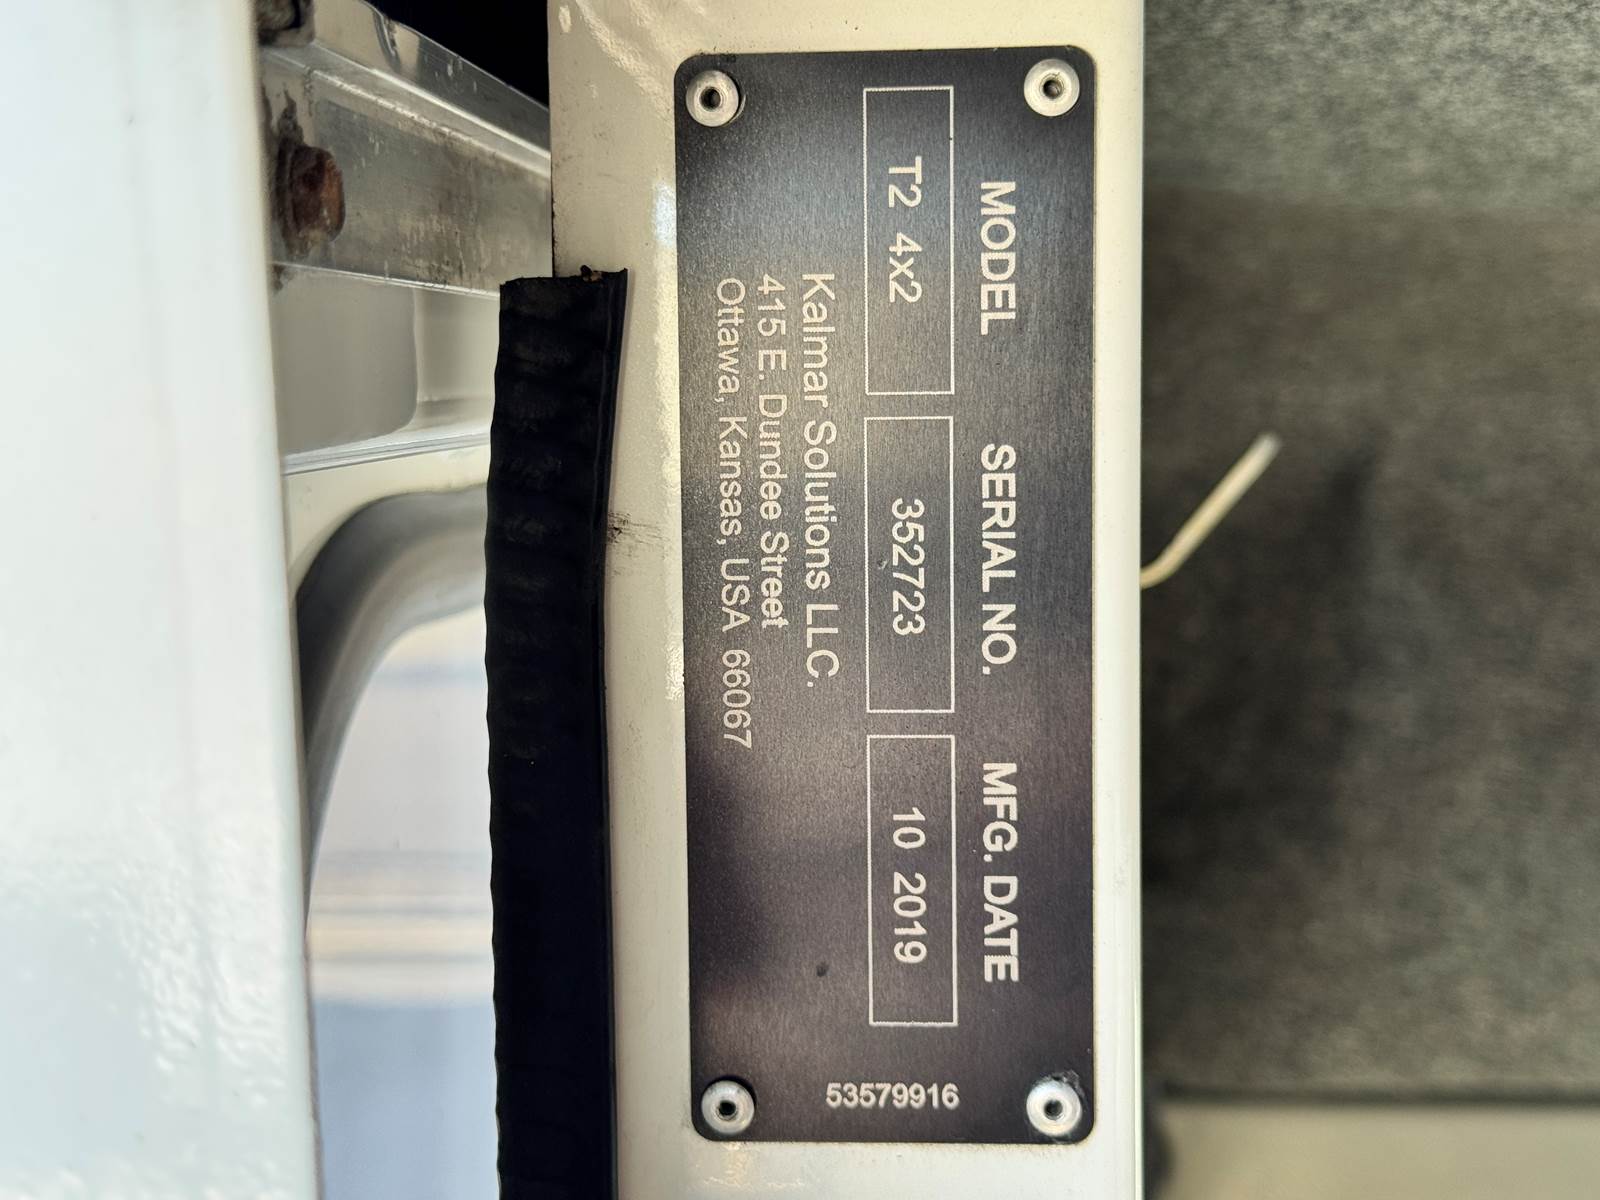 MODEL SERIAL NO. MFG. DATE
T2 4x2 352723 10 2019
Kalmar Solutions LLC.
415 E. Dundee Street
Ottawa, Kansas, USA 66067
53579916